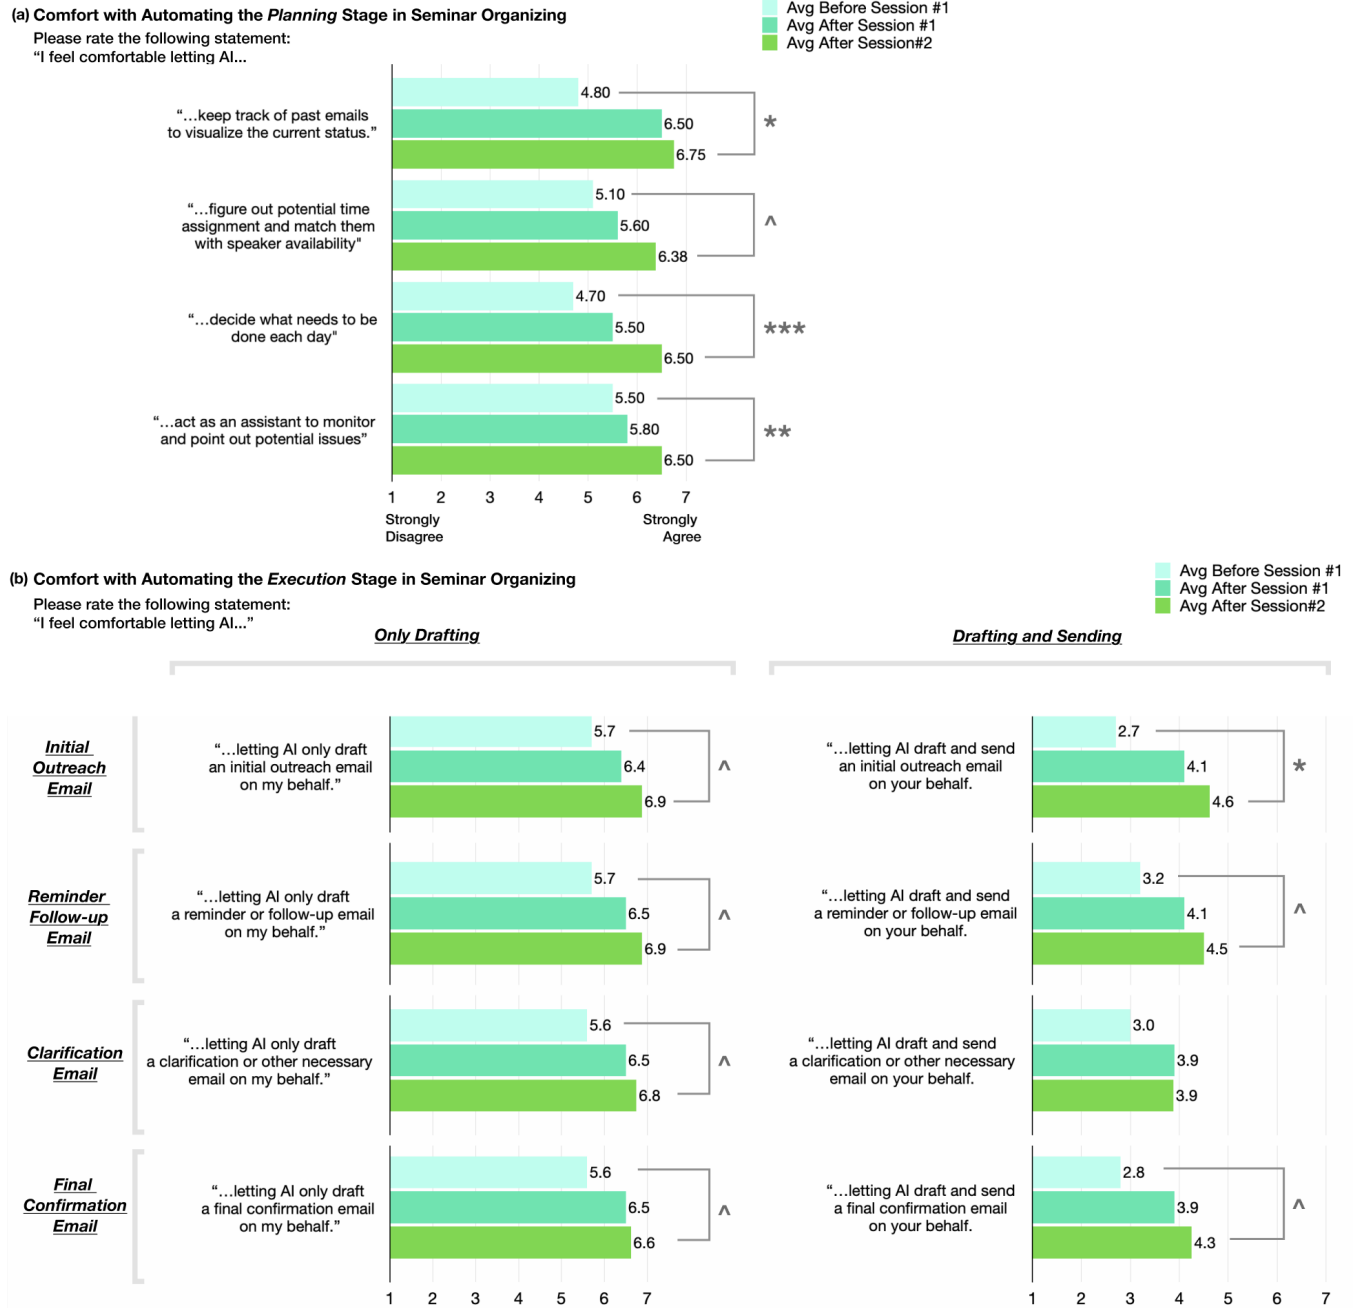 (a) Comfort with Automating the Planning Stage in Seminar Organizing
Please rate the following statement:
“I feel comfortable letting AI...
Avg Before Session #1
Avg After Session #1
Avg After Session#2
“...keep track of past emails
to visualize the current status.”
4.80
6.50
6.75
*
“...figure out potential time
assignment and match them
with speaker availability"
5.10
5.60
6.38
^
“...decide what needs to be
done each day"
4.70
5.50
6.50
***
“...act as an assistant to monitor
and point out potential issues”
5.50
5.80
6.50
**
1 2 3 4 5 6 7
Strongly
Disagree
Strongly
Agree
(b) Comfort with Automating the Execution Stage in Seminar Organizing
Please rate the following statement:
“I feel comfortable letting AI...”
Avg Before Session #1
Avg After Session #1
Avg After Session#2
Only Drafting
Drafting and Sending
Initial
Outreach
Email
“...letting AI only draft
an initial outreach email
on my behalf.”
5.7
6.4
6.9
^
“...letting AI draft and send
an initial outreach email
on your behalf.
2.7
4.1
4.6
*
Reminder
Follow-up
Email
“...letting AI only draft
a reminder or follow-up email
on my behalf.”
5.7
6.5
6.9
^
“...letting AI draft and send
a reminder or follow-up email
on your behalf.
3.2
4.1
4.5
^
Clarification
Email
“...letting AI only draft
a clarification or other necessary
email on my behalf.”
5.6
6.5
6.8
^
“...letting AI draft and send
a clarification or other necessary
email on your behalf.
3.0
3.9
3.9
Final
Confirmation
Email
“...letting AI only draft
a final confirmation email
on my behalf.”
5.6
6.5
6.6
^
“...letting AI draft and send
a final confirmation email
on your behalf.
2.8
3.9
4.3
^
1 2 3 4 5 6 7
1 2 3 4 5 6 7